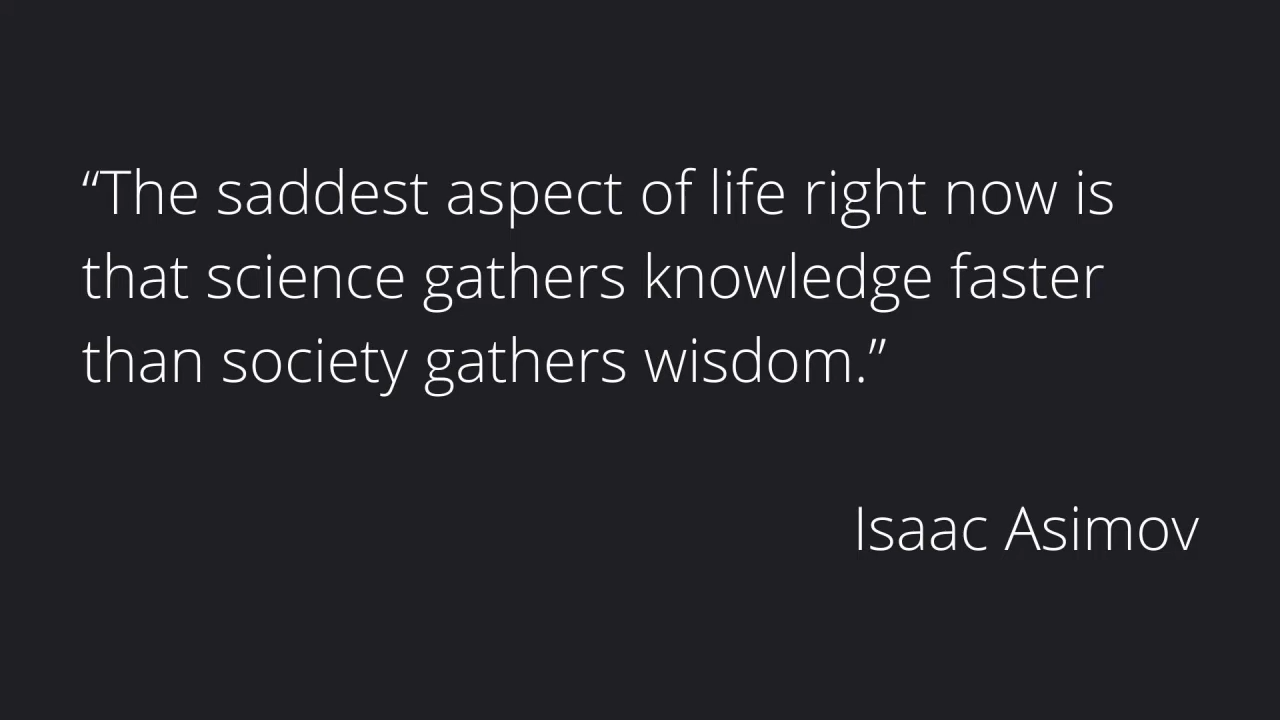 “The saddest aspect of life right now is
that science gathers knowledge faster
than society gathers wisdom.”
Isaac Asimov